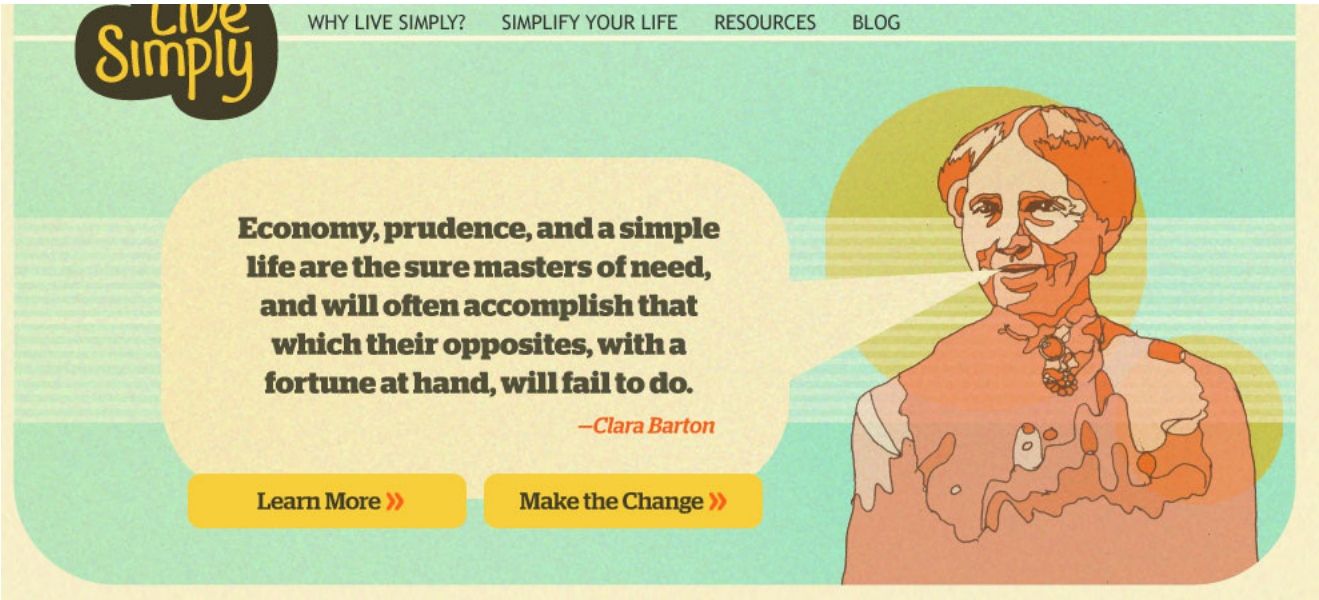 Live
Simply
WHY LIVE SIMPLY? SIMPLIFY YOUR LIFE RESOURCES BLOG
Economy, prudence, and a simple
life are the sure masters of need,
and will often accomplish that
which their opposites, with a
fortune at hand, will fail to do.
—Clara Barton
Learn More »
Make the Change »